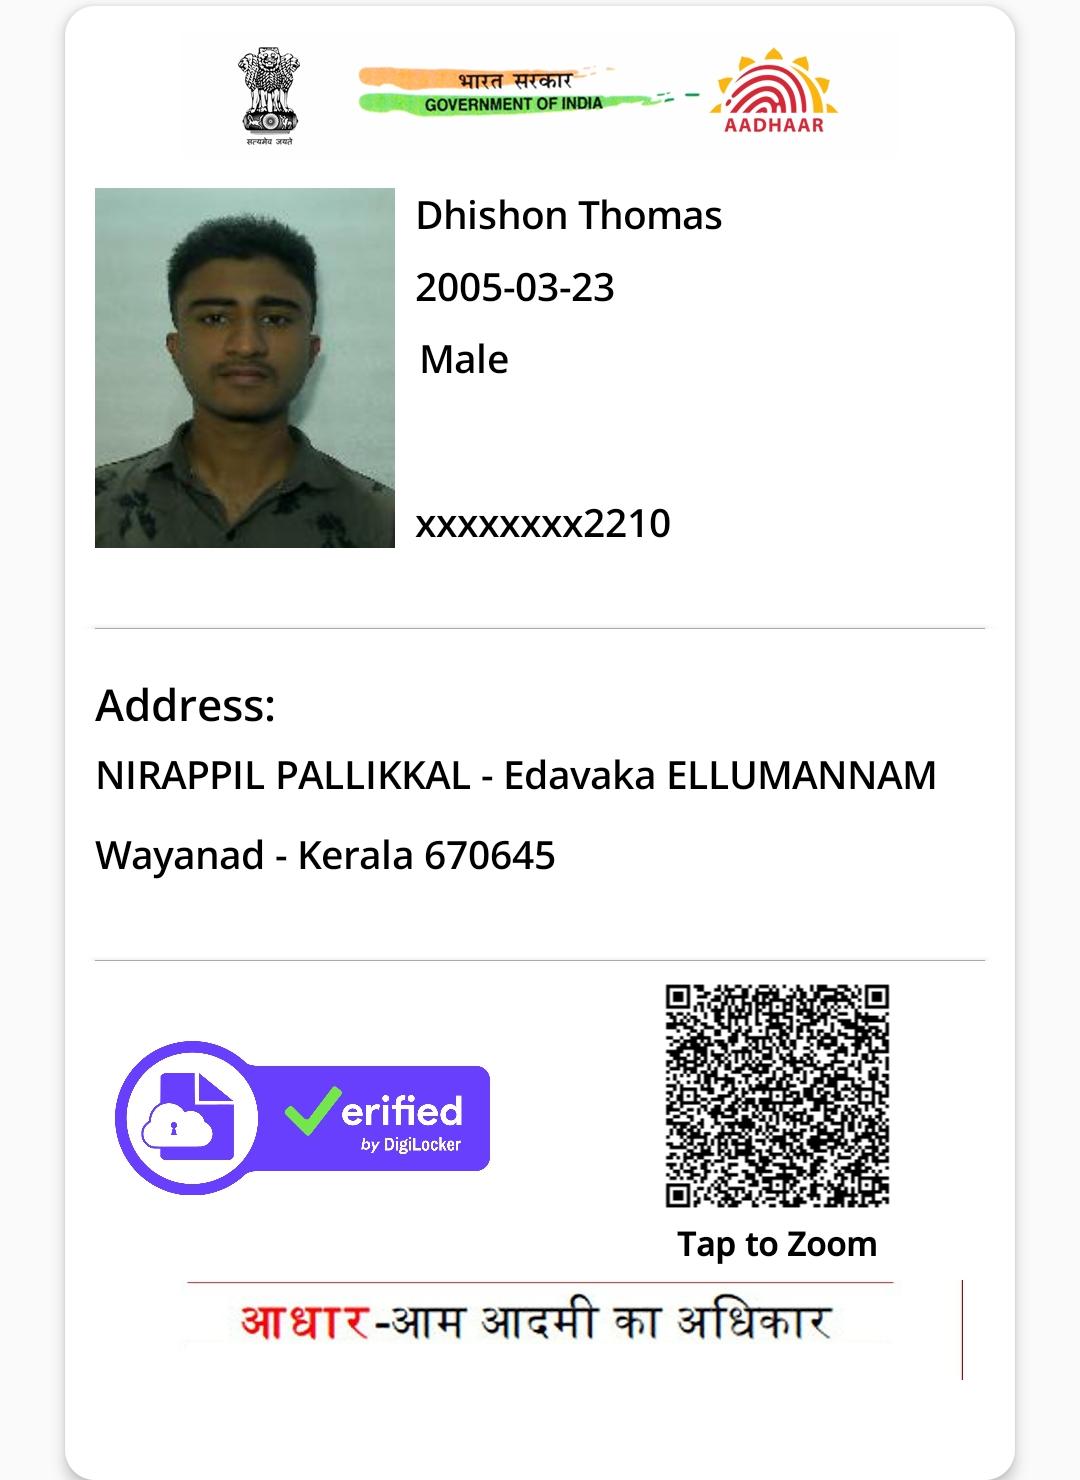 सत्यमेव जयते
भारत सरकार
GOVERNMENT OF INDIA
AADHAAR
Dhishon Thomas
2005-03-23
Male
xxxxxxxx2210
Address:
NIRAPPIL PALLIKKAL - Edavaka ELLUMANNAM
Wayanad - Kerala 670645
erified
by DigiLocker
Tap to Zoom
आधार-आम आदमी का अधिकार